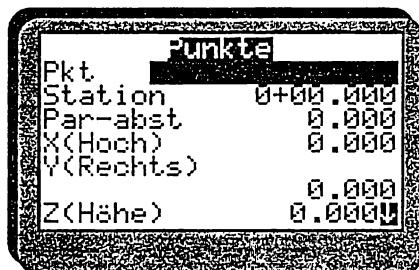 Punkte
Pkt
Station 0+00.000
Par-abst 0.000
X(Hoch) 0.000
Y(Rechts)
0.000
Z(Höhe) 0.000↓